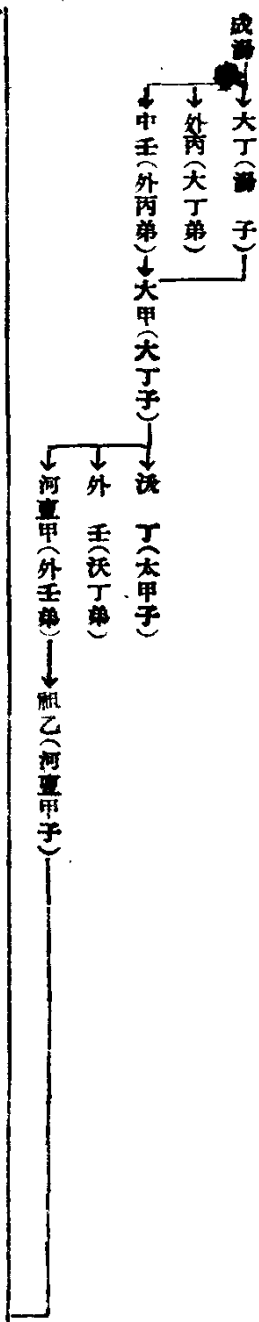 成湯
大丁(湯 子)
外丙(大丁弟)
中壬(外丙弟)
大甲(大丁子)
沃 丁(太甲子)
外 壬(沃丁弟)
河亶甲(外壬弟)
祖乙(河亶甲子)